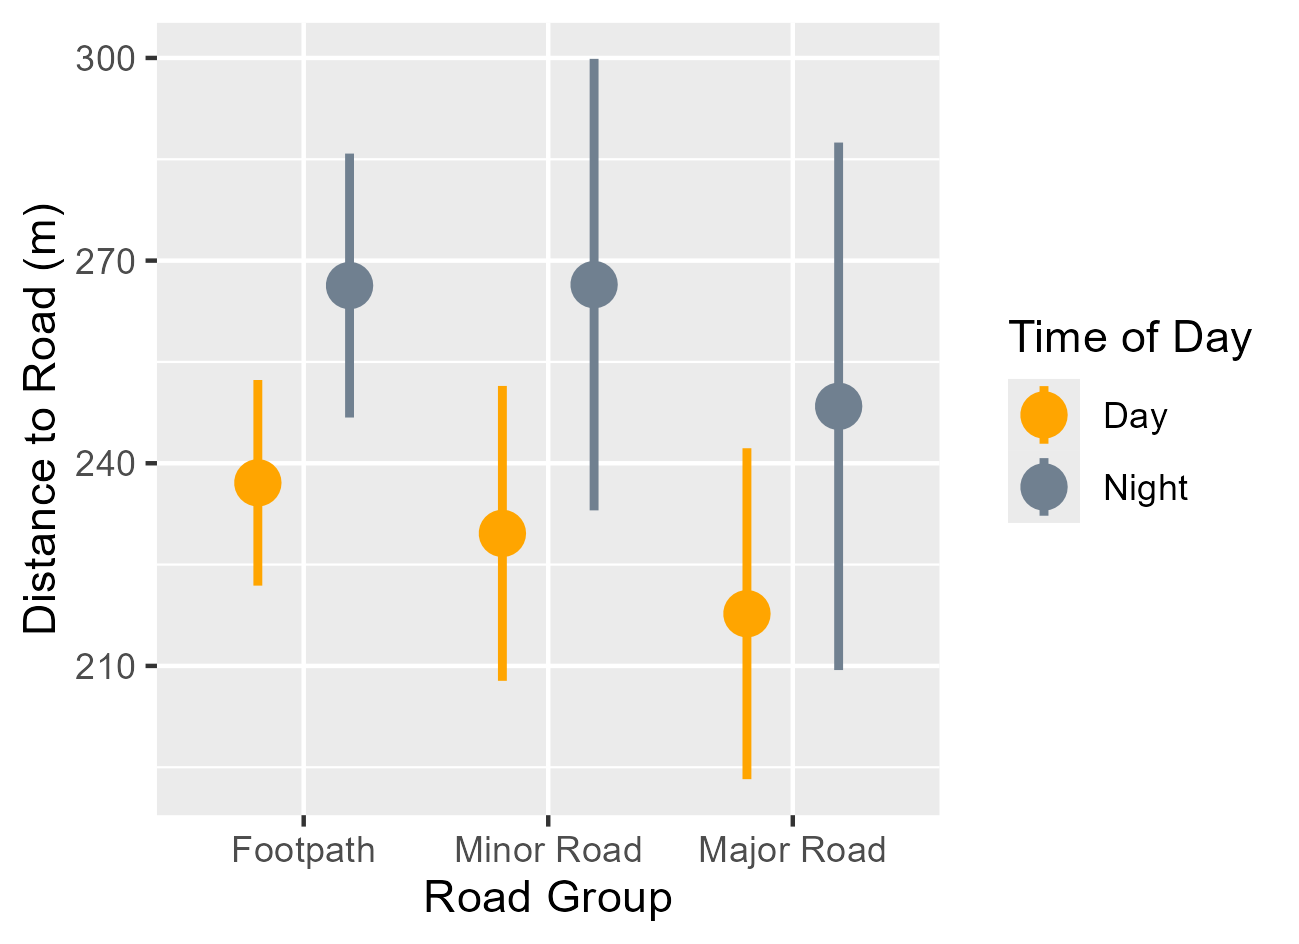 Distance to Road (m)
300
270
240
210
Footpath
Minor Road
Major Road
Road Group
Time of Day
Day
Night